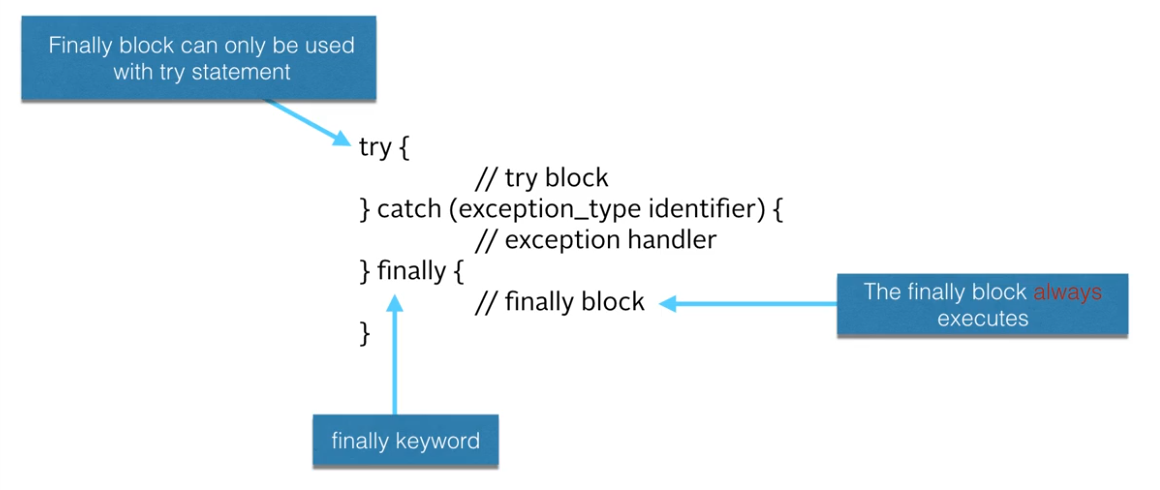 Finally block can only be used
with try statement
try {
// try block
} catch (exception_type identifier) {
// exception handler
} finally {
// finally block
}
The finally block always
executes
finally keyword